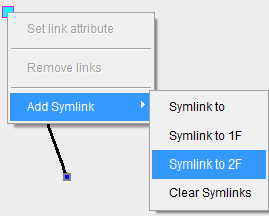 Set link attribute
Remove links
Add Symlink
Symlink to
Symlink to 1F
Symlink to 2F
Clear Symlinks